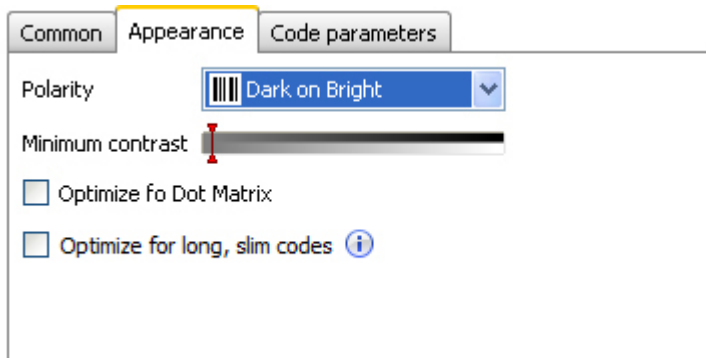 Common Appearance Code parameters
Polarity Dark on Bright
Minimum contrast
Optimize fo Dot Matrix
Optimize for long, slim codes